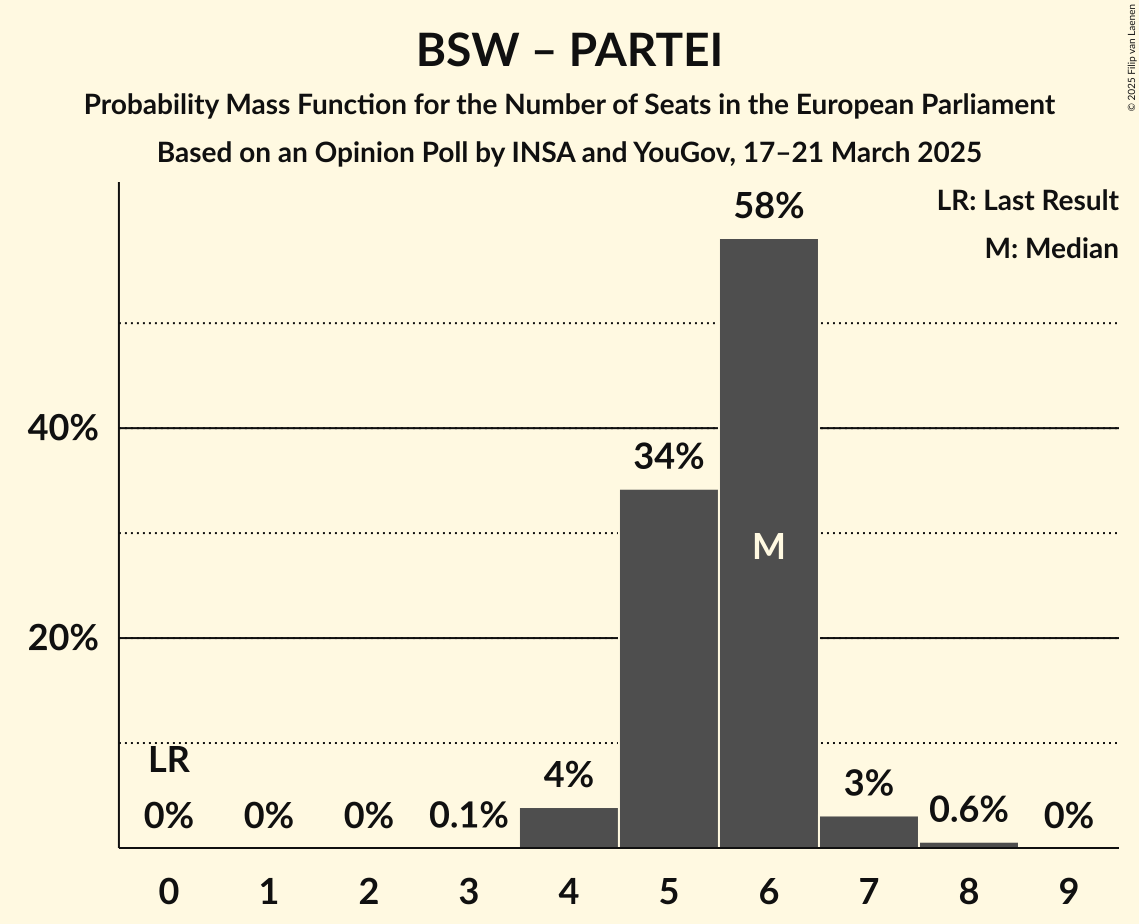 BSW – PARTEI
Probability Mass Function for the Number of Seats in the European Parliament
Based on an Opinion Poll by INSA and YouGov, 17–21 March 2025
© 2025 Filip van Laenen
LR: Last Result
M: Median
58%
40%
34%
M
20%
LR
0%
0%
0%
0.1%
4%
3%
0.6%
0%
0
1
2
3
4
5
6
7
8
9